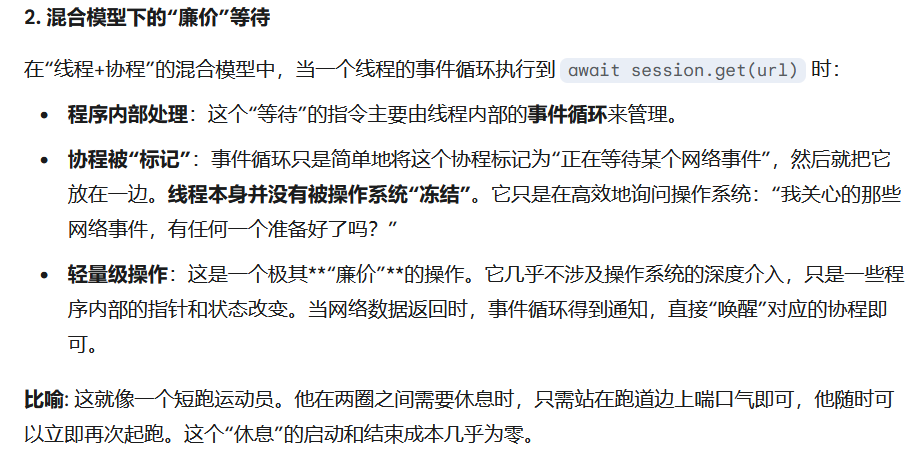 2. 混合模型下的“廉价”等待
在“线程+协程”的混合模型中，当一个线程的事件循环执行到 await session.get(url) 时：
• 程序内部处理：这个“等待”的指令主要由线程内部的事件循环来管理。
• 协程被“标记”：事件循环只是简单地将这个协程标记为“正在等待某个网络事件”，然后就把它
放在一边。线程本身并没有被操作系统“冻结”。它只是在高效地询问操作系统：“我关心的那些
网络事件，有任何一个准备好了吗？”
• 轻量级操作：这是一个极其**“廉价”**的操作。它几乎不涉及操作系统的深度介入，只是一些程
序内部的指针和状态改变。当网络数据返回时，事件循环得到通知，直接“唤醒”对应的协程即
可。
比喻: 这就像一个短跑运动员。他在两圈之间需要休息时，只需站在跑道边上喘口气即可，他随时可
以立即再次起跑。这个“休息”的启动和结束成本几乎为零。